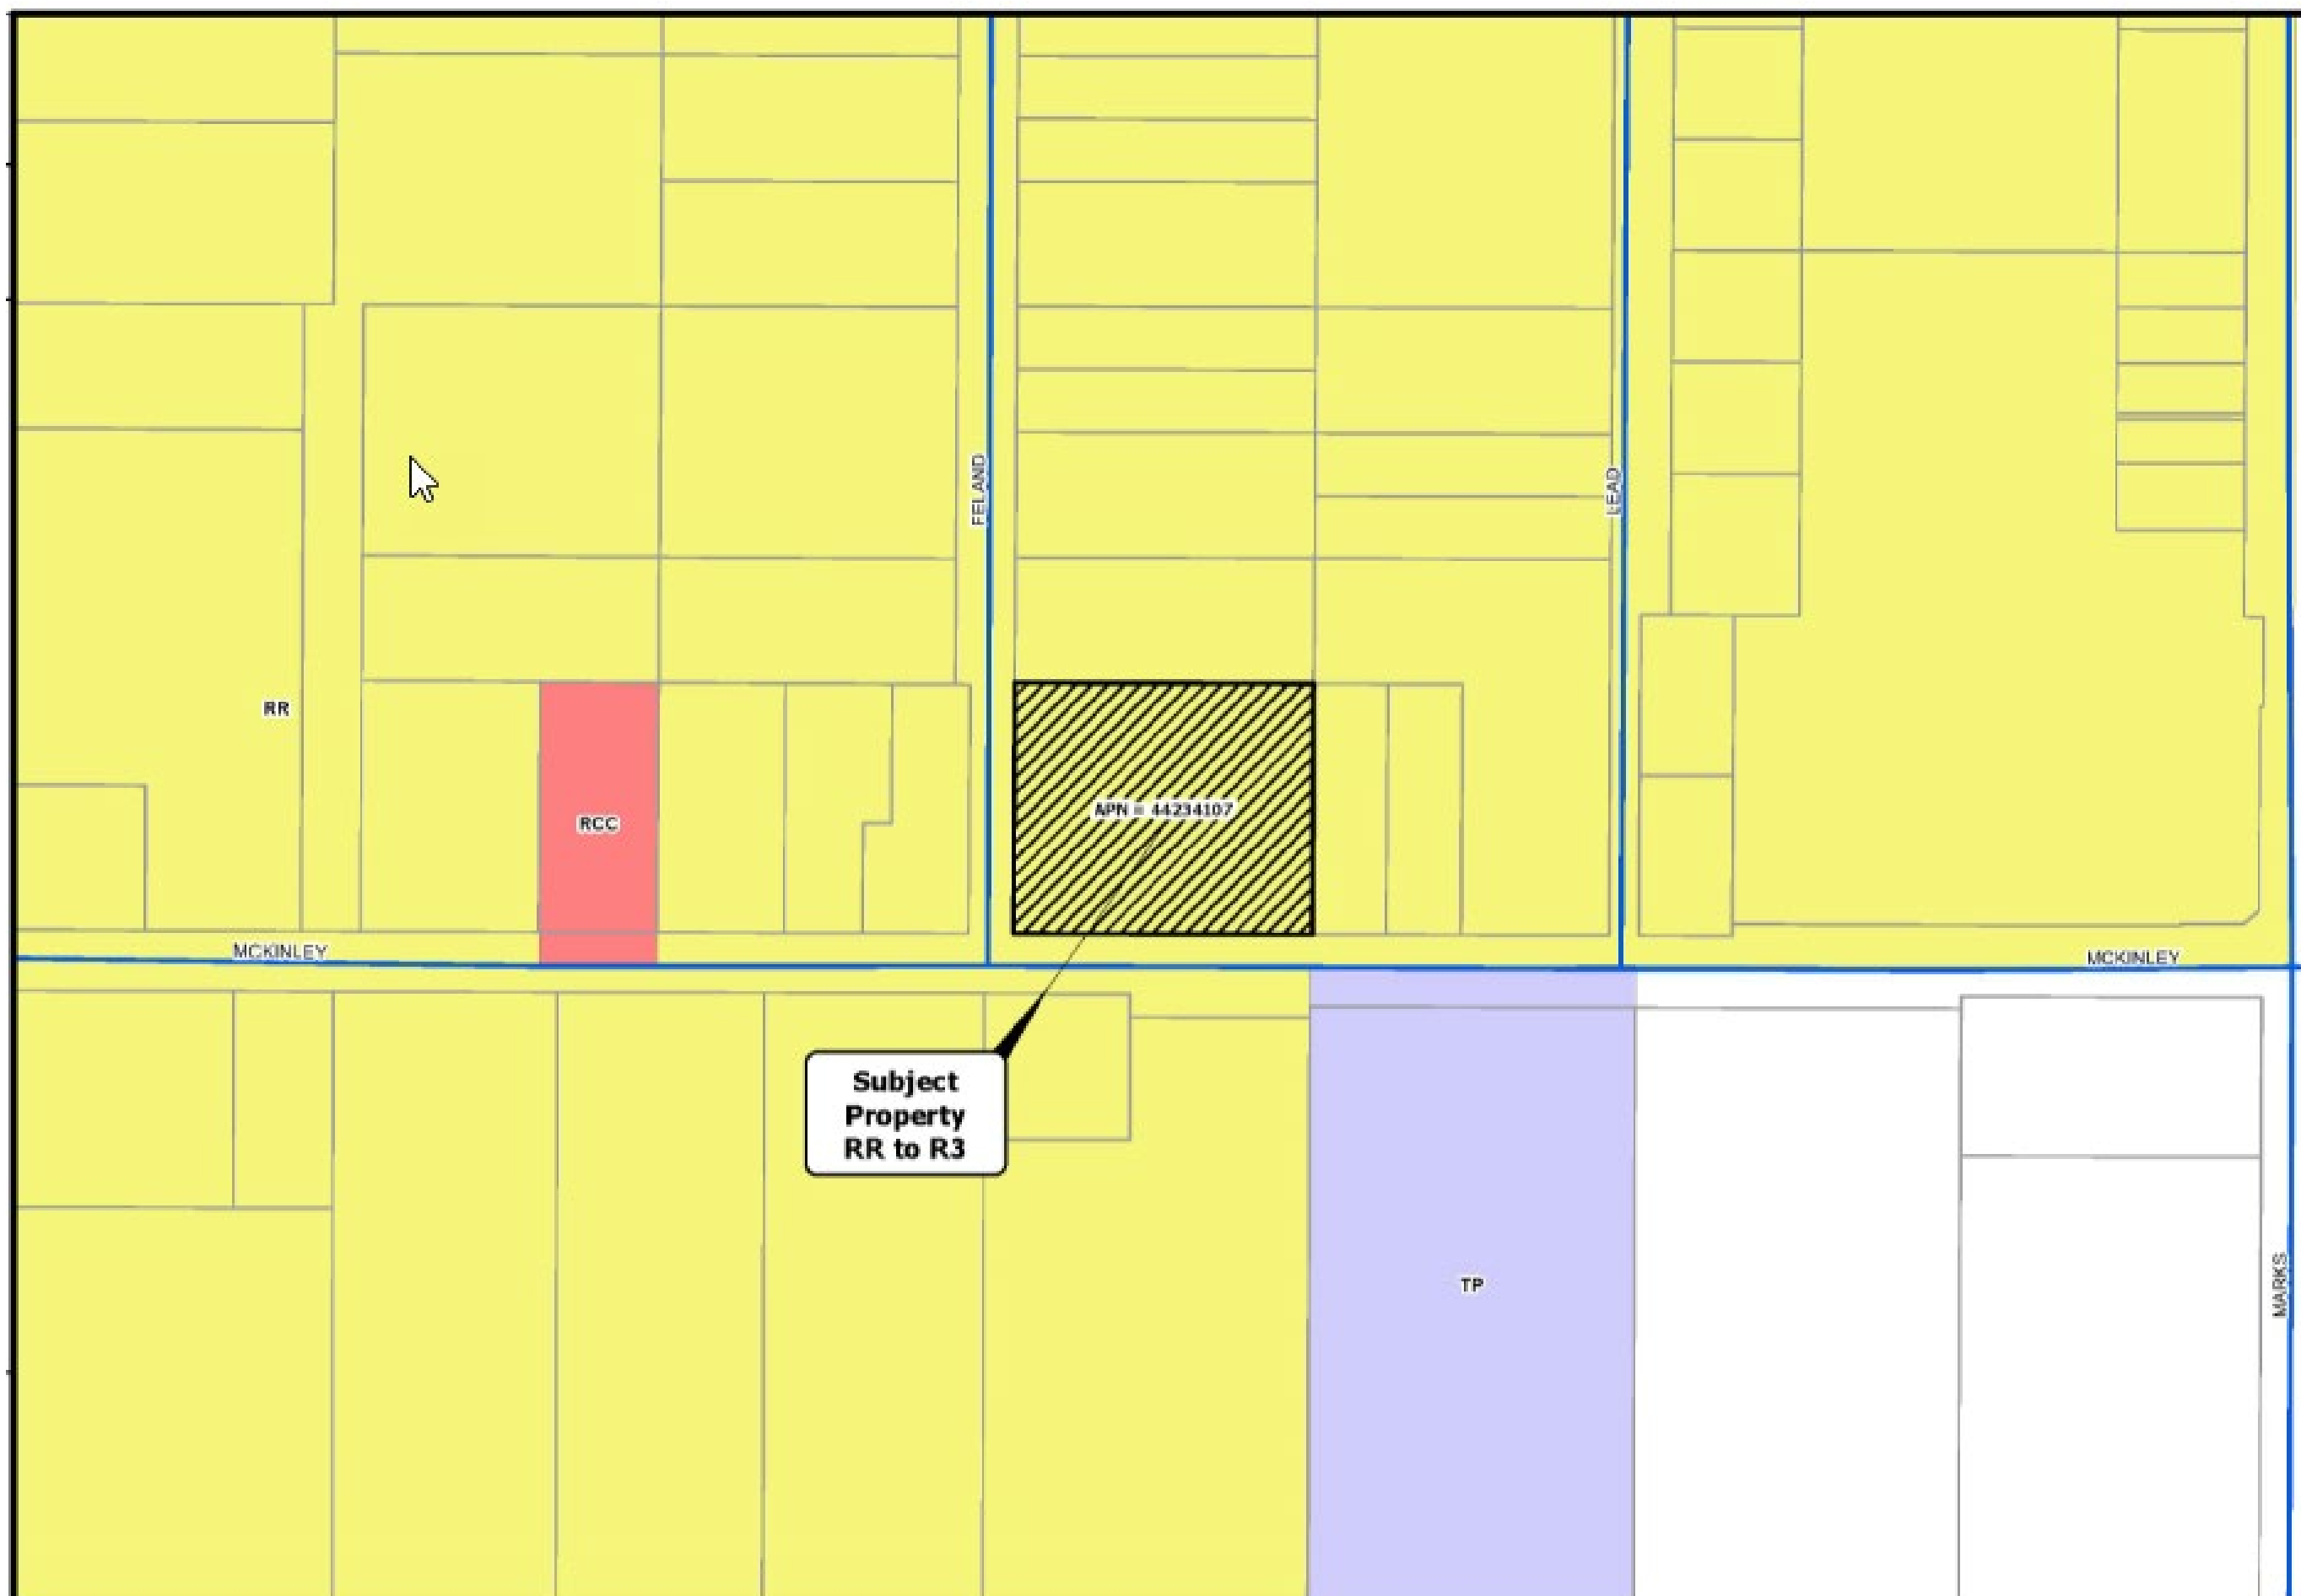 FELAND
LEAD
RR
APN = 44234107
RCC
MCKINLEY
MCKINLEY
Subject
Property
RR to R3
TP
MARKS